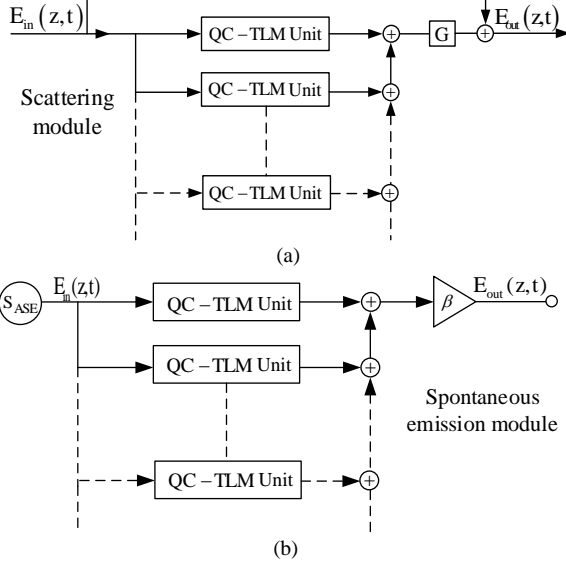 E_in (z,t)
QC – TLM Unit
+
G
+
E_out (z,t)
Scattering
module
QC – TLM Unit
+
QC – TLM Unit
+
(a)
S_ASE
E_in (z,t)
QC – TLM Unit
+
β
E_out (z,t)
QC – TLM Unit
+
Spontaneous
emission module
QC – TLM Unit
+
(b)